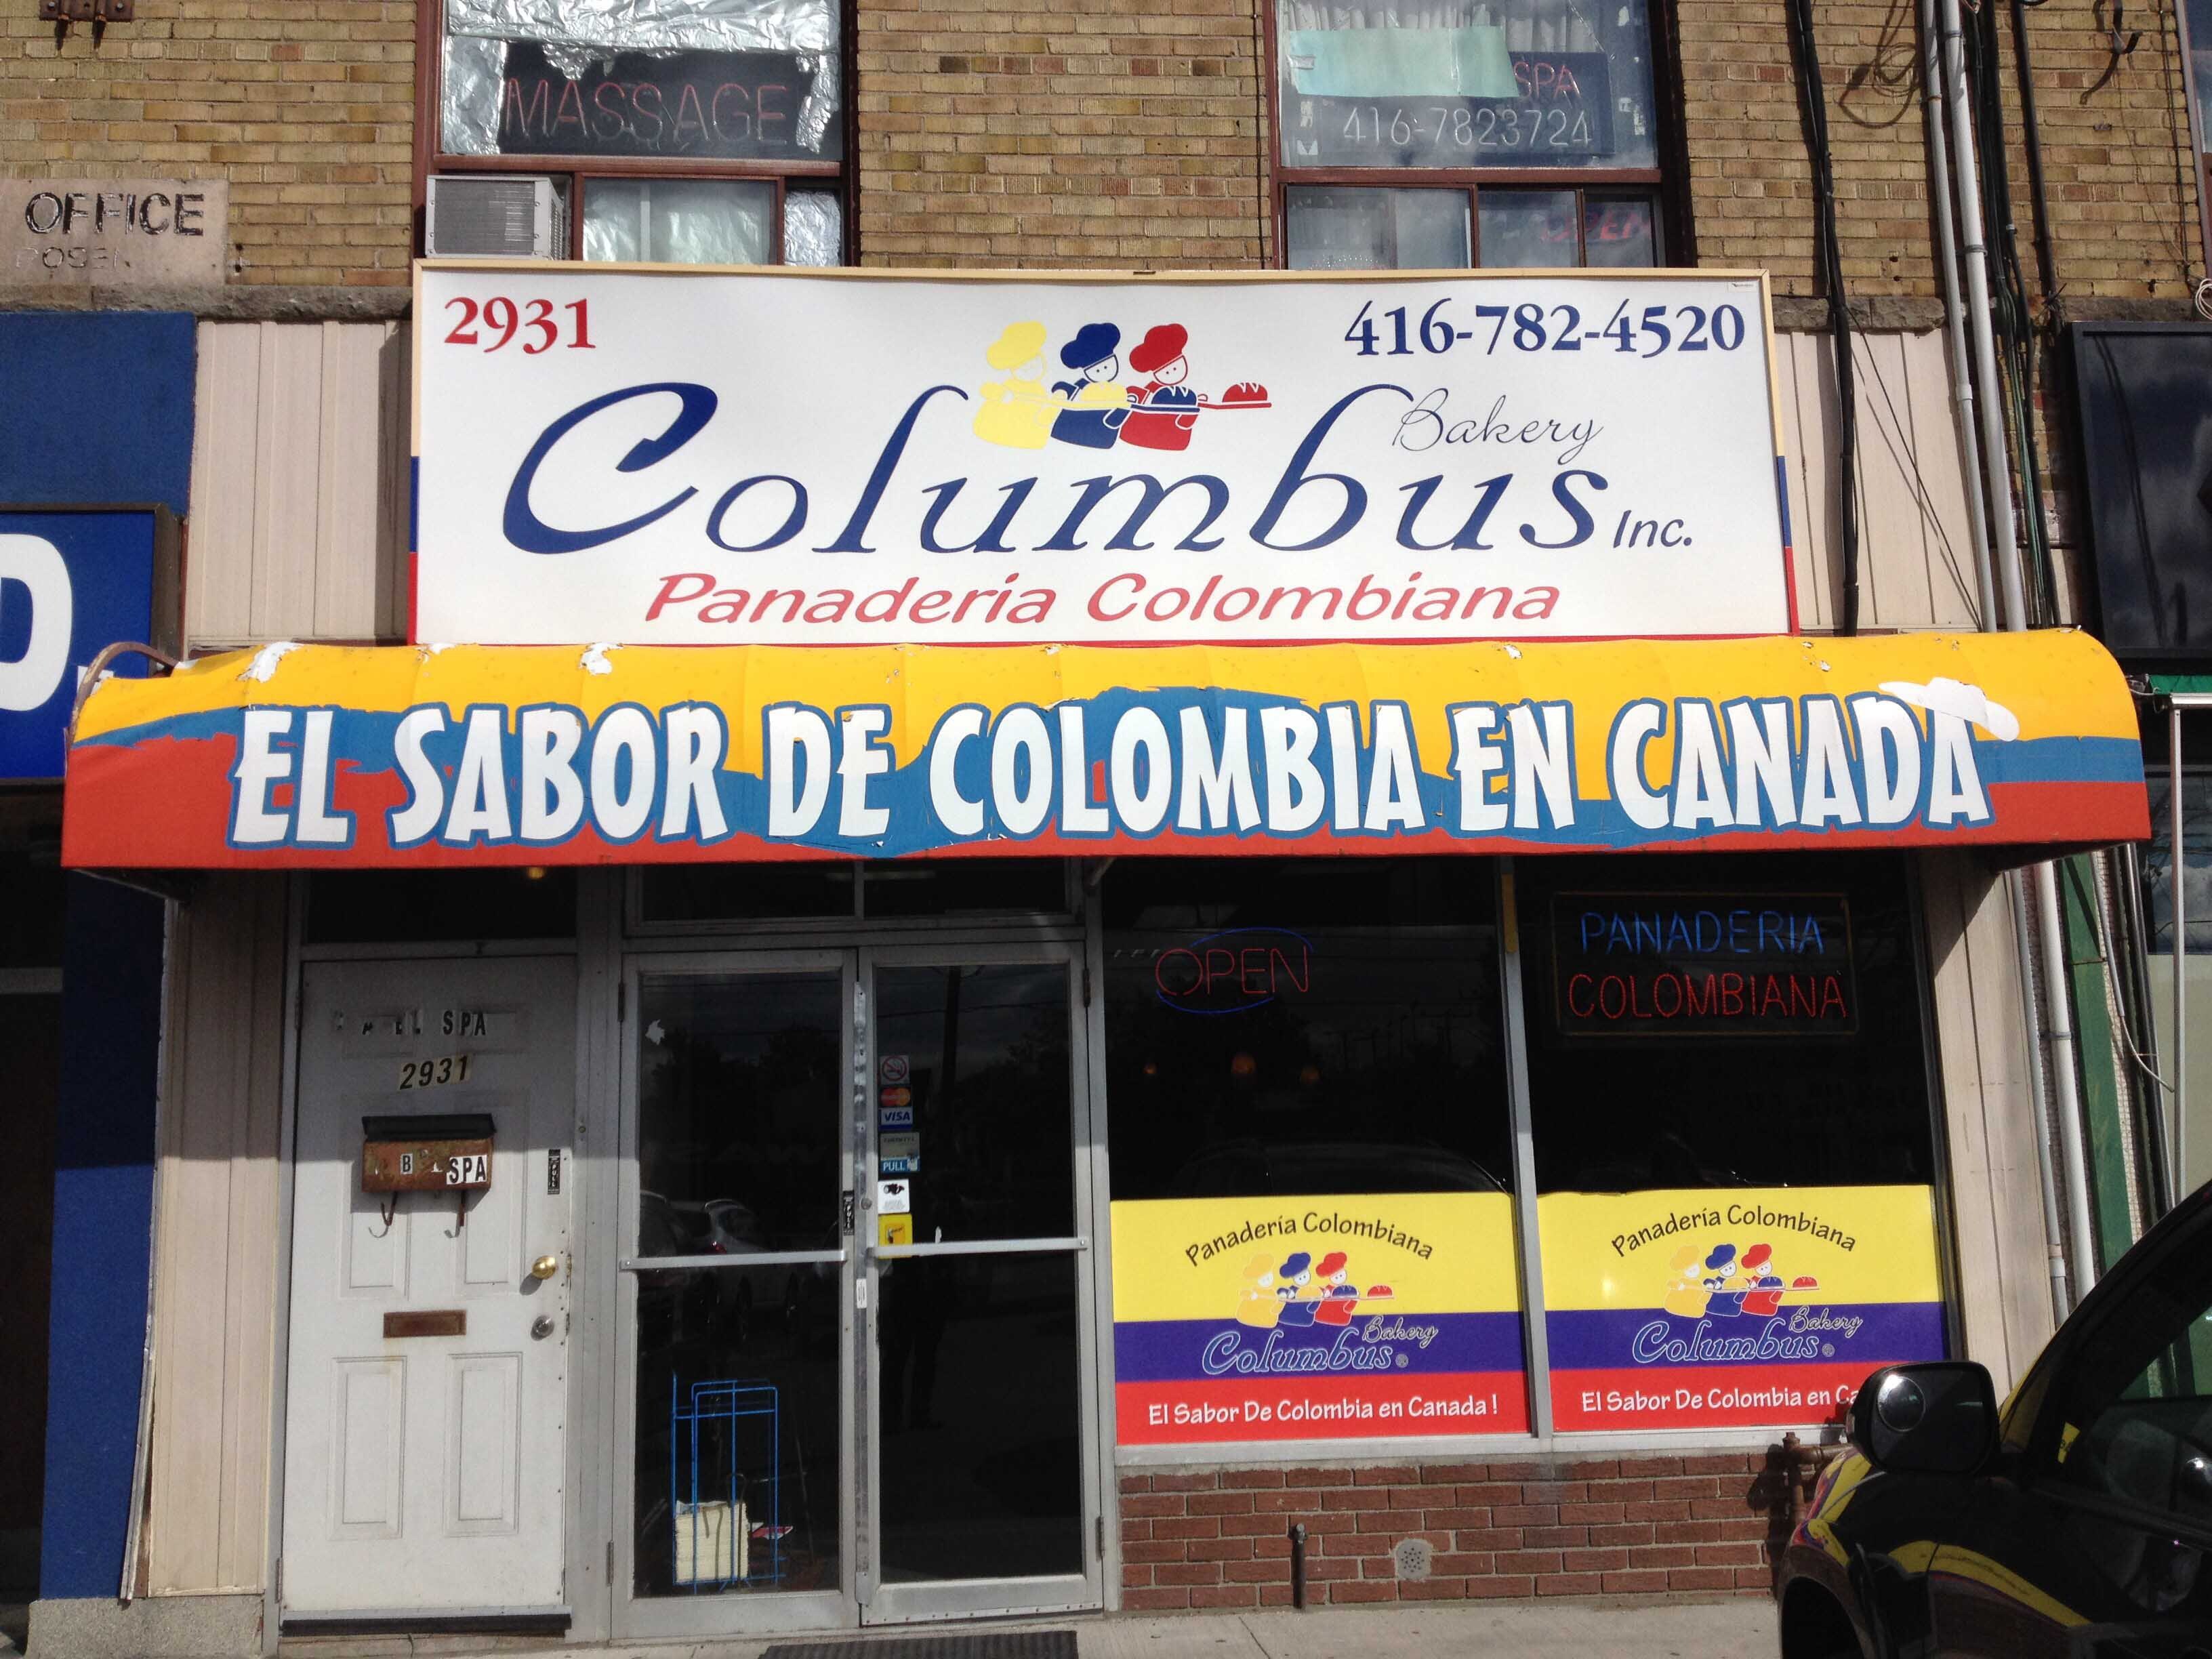 MASSAGE
SPA
416-7823724
OFFICE
OPEN
2931
416-782-4520
Bakery
Columbus Inc.
Panaderia Colombiana
EL SABOR DE COLOMBIA EN CANADA
D.
OPEN
PANADERIA
COLOMBIANA
SPA
2931
SPA
VISA
PULL
Panadería Colombiana
Bakery
Columbus
El Sabor De Colombia en Canada !
Panadería Colombiana
Bakery
Columbus
El Sabor De Colombia en Ca